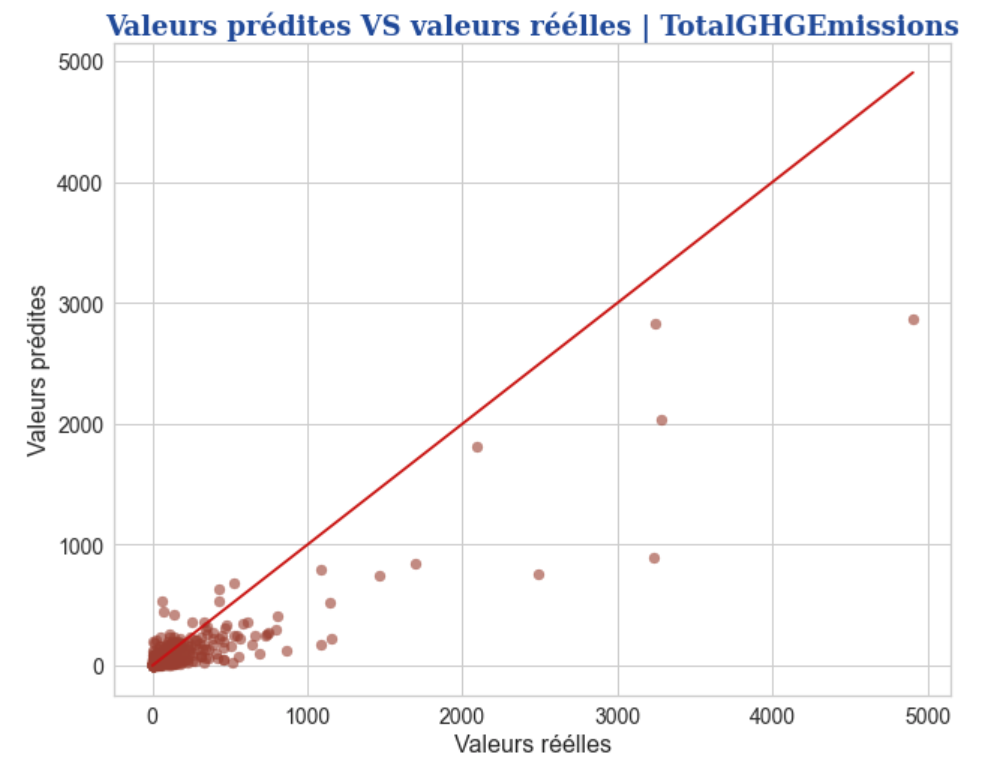 Valeurs prédites VS valeurs réélles | TotalGHGEmissions
5000
4000
3000
2000
1000
0
Valeurs prédites
0 1000 2000 3000 4000 5000
Valeurs réélles